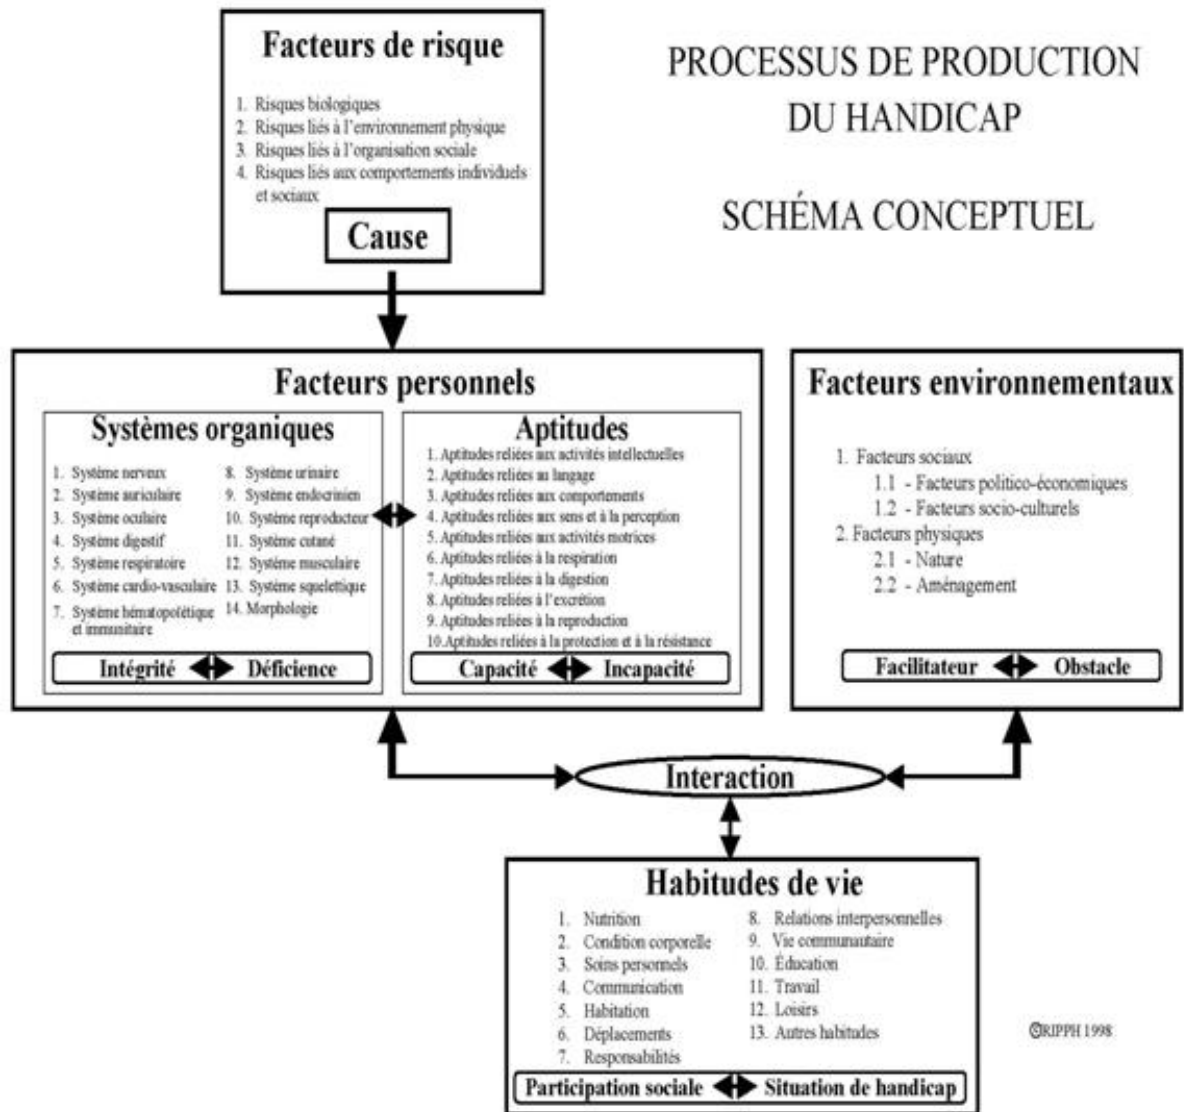 PROCESSUS DE PRODUCTION
DU HANDICAP
SCHÉMA CONCEPTUEL
Facteurs de risque
1. Risques biologiques
2. Risques liés à l'environnement physique
3. Risques liés à l'organisation sociale
4. Risques liés aux comportements individuels
et sociaux
Cause
Facteurs personnels
Systèmes organiques
1. Système nerveux
2. Système auriculaire
3. Système oculaire
4. Système digestif
5. Système respiratoire
6. Système cardio-vasculaire
7. Système hématopoïétique
et immunitaire
8. Système urinaire
9. Système endocrinien
10. Système reproducteur
11. Système cutané
12. Système musculaire
13. Système squelettique
14. Morphologie
Intégrité Déficience
Aptitudes
1. Aptitudes reliées aux activités intellectuelles
2. Aptitudes reliées au langage
3. Aptitudes reliées aux comportements
4. Aptitudes reliées aux sens et à la perception
5. Aptitudes reliées aux activités motrices
6. Aptitudes reliées à la respiration
7. Aptitudes reliées à la digestion
8. Aptitudes reliées à l'excrétion
9. Aptitudes reliées à la reproduction
10. Aptitudes reliées à la protection et à la résistance
Capacité Incapacité
Facteurs environnementaux
1. Facteurs sociaux
1.1 - Facteurs politico-économiques
1.2 - Facteurs socio-culturels
2. Facteurs physiques
2.1 - Nature
2.2 - Aménagement
Facilitateur Obstacle
Interaction
Habitudes de vie
1. Nutrition
2. Condition corporelle
3. Soins personnels
4. Communication
5. Habitation
6. Déplacements
7. Responsabilités
8. Relations interpersonnelles
9. Vie communautaire
10. Éducation
11. Travail
12. Loisirs
13. Autres habitudes
Participation sociale Situation de handicap
©RIPPH 1998